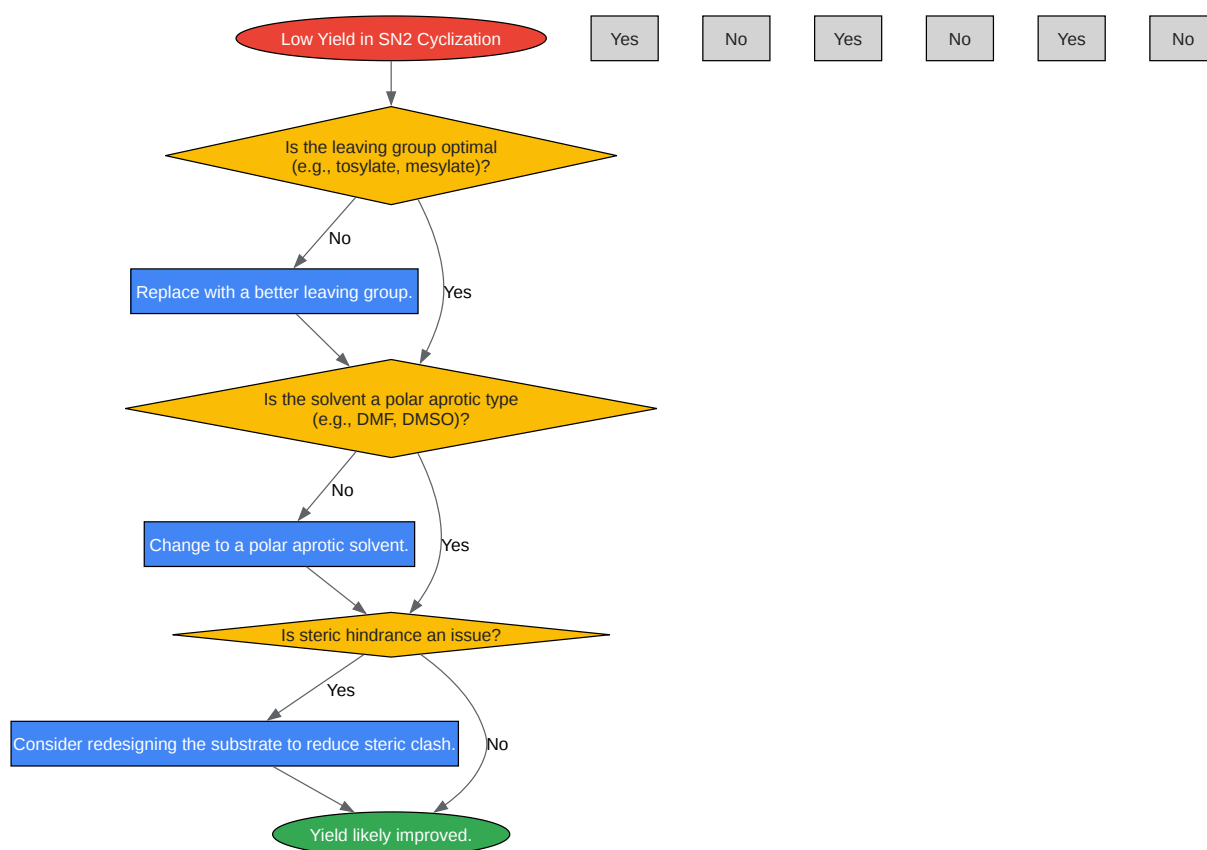 Low Yield in SN2 Cyclization
Yes
No
Yes
No
Yes
No
Is the leaving group optimal
(e.g., tosylate, mesylate)?
No
Replace with a better leaving group.
Yes
Is the solvent a polar aprotic type
(e.g., DMF, DMSO)?
No
Change to a polar aprotic solvent.
Yes
Is steric hindrance an issue?
Yes
Consider redesigning the substrate to reduce steric clash.
No
Yield likely improved.